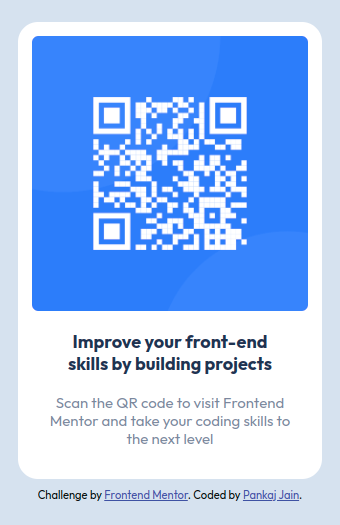 Improve your front-end
skills by building projects
Scan the QR code to visit Frontend
Mentor and take your coding skills to
the next level
Challenge by Frontend Mentor. Coded by Pankaj Jain.